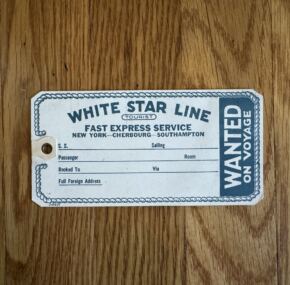 WHITE STAR LINE
TOURIST
FAST EXPRESS SERVICE
NEW YORK—CHERBOURG—SOUTHAMPTON
S. S. Sailing
Passenger Room
Booked To Via
Full Foreign Address
WANTED
ON VOYAGE